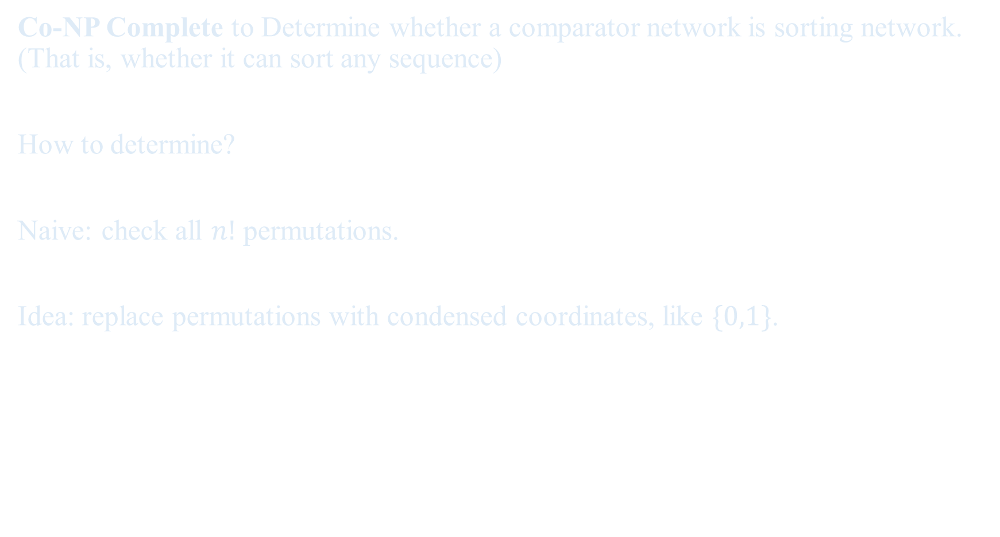 Co-NP Complete to Determine whether a comparator network is sorting network.
(That is, whether it can sort any sequence)
How to determine?
Naive: check all n! permutations.
Idea: replace permutations with condensed coordinates, like {0,1}.